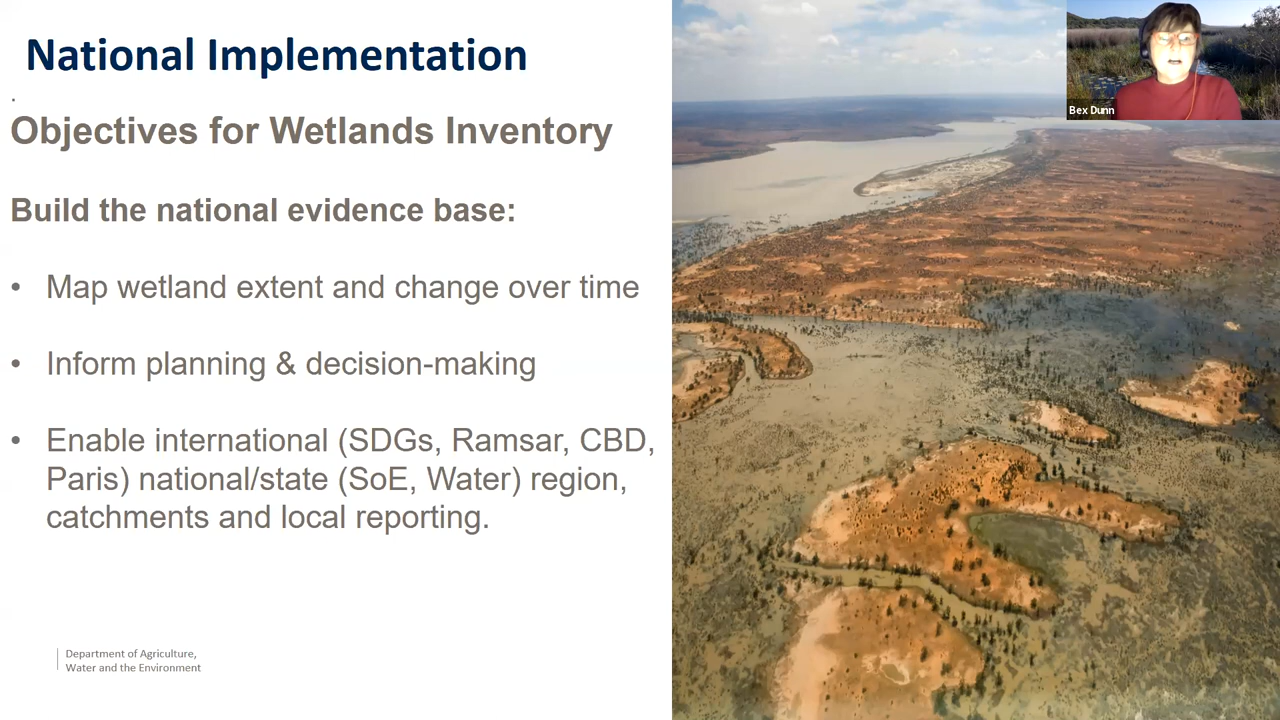 National Implementation
.
Objectives for Wetlands Inventory
Build the national evidence base:
• Map wetland extent and change over time
• Inform planning & decision-making
• Enable international (SDGs, Ramsar, CBD,
Paris) national/state (SoE, Water) region,
catchments and local reporting.
Department of Agriculture,
Water and the Environment
Bex Dunn